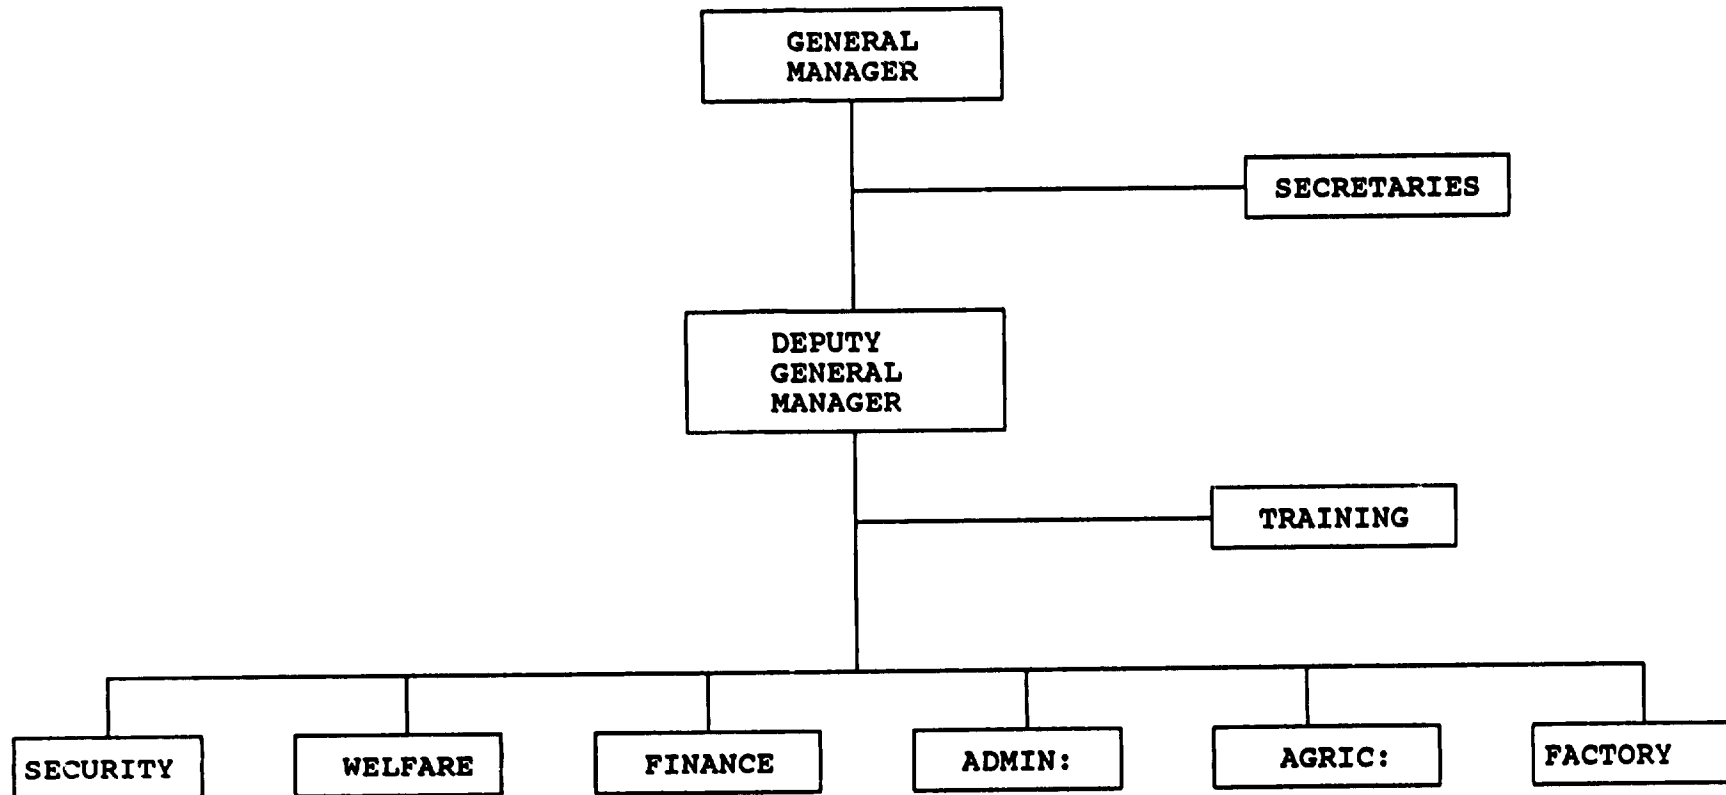 GENERAL
MANAGER
SECRETARIES
DEPUTY
GENERAL
MANAGER
TRAINING
SECURITY
WELFARE
FINANCE
ADMIN:
AGRIC:
FACTORY